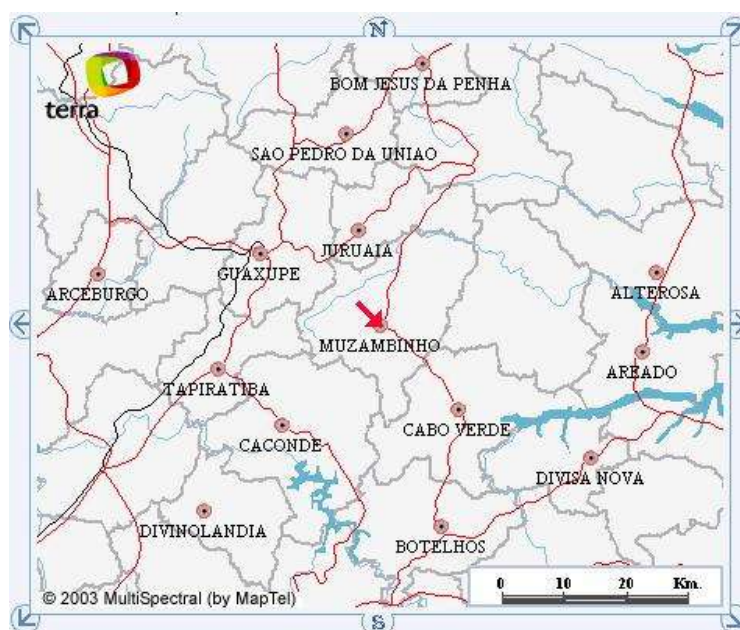 N
terra
BOM JESUS DA PENHA
SAO PEDRO DA UNIAO
JURUAIA
GUAXUPE
ARCEBURGO
ALTEROSA
MUZAMBINHO
AREADO
TAPIRATIBA
CACONDE
CABO VERDE
DIVISA NOVA
DIVINOLANDIA
BOTELHOS
0 10 20 Km.
© 2003 MultiSpectral (by MapTel)
S